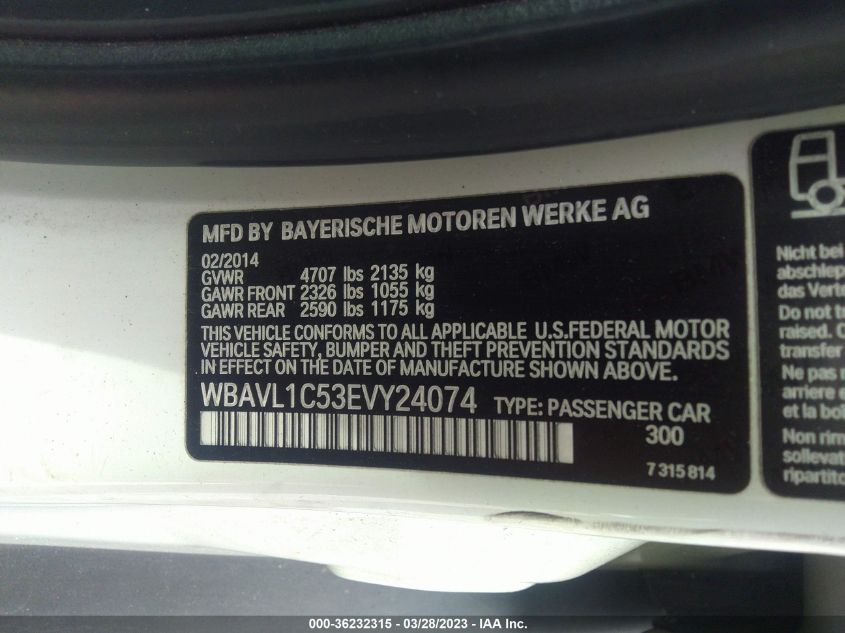 MFD BY BAYERISCHE MOTOREN WERKE AG
02/2014
GVWR 4707 lbs 2135 kg
GAWR FRONT 2326 lbs 1055 kg
GAWR REAR 2590 lbs 1175 kg
THIS VEHICLE CONFORMS TO ALL APPLICABLE U.S.FEDERAL MOTOR
VEHICLE SAFETY, BUMPER AND THEFT PREVENTION STANDARDS
IN EFFECT ON THE DATE OF MANUFACTURE SHOWN ABOVE.
WBAVL1C53EVY24074 TYPE: PASSENGER CAR
300
7 315 814
Nicht bei
abschlep
das Verte
Do not to
raised. C
transfer
Ne pas
arriere e
et la boî
Non rim
sollevat
ripartito
000-36232315 - 03/28/2023 - IAA Inc.